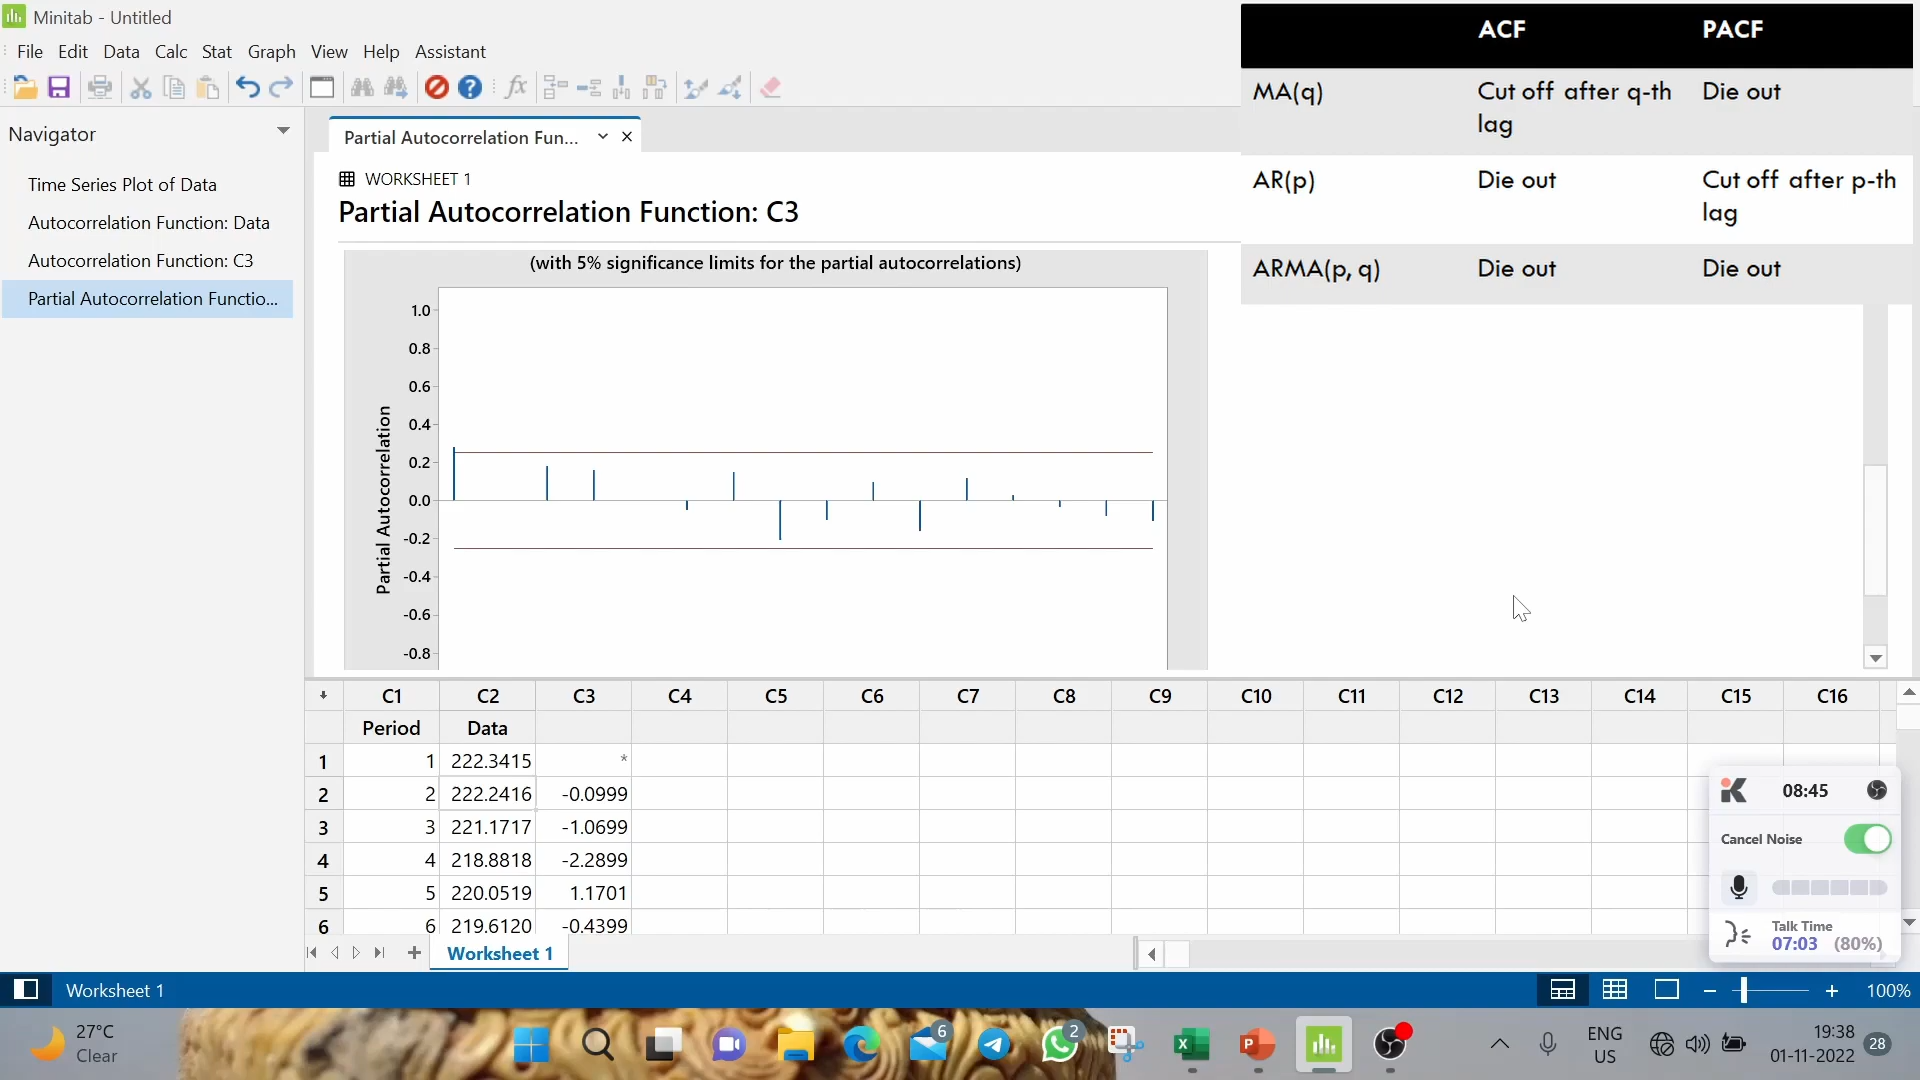 Minitab - Untitled
File Edit Data Calc Stat Graph View Help Assistant
Navigator
Time Series Plot of Data
Autocorrelation Function: Data
Autocorrelation Function: C3
Partial Autocorrelation Functio...
Partial Autocorrelation Fun...
WORKSHEET 1
Partial Autocorrelation Function: C3
(with 5% significance limits for the partial autocorrelations)
Partial Autocorrelation
1.0
0.8
0.6
0.4
0.2
0.0
-0.2
-0.4
-0.6
-0.8
ACF PACF
MA(q) Cut off after q-th lag Die out
AR(p) Die out Cut off after p-th lag
ARMA(p, q) Die out Die out
C1 C2 C3 C4 C5 C6 C7 C8 C9 C10 C11 C12 C13 C14 C15 C16
Period Data
1 1 222.3415 *
2 2 222.2416 -0.0999
3 3 221.1717 -1.0699
4 4 218.8818 -2.2899
5 5 220.0519 1.1701
6 6 219.6120 -0.4399
Worksheet 1
08:45
Cancel Noise
Talk Time
07:03 (80%)
Worksheet 1
100%
27°C
Clear
6
2
ENG
US
19:38
01-11-2022
28